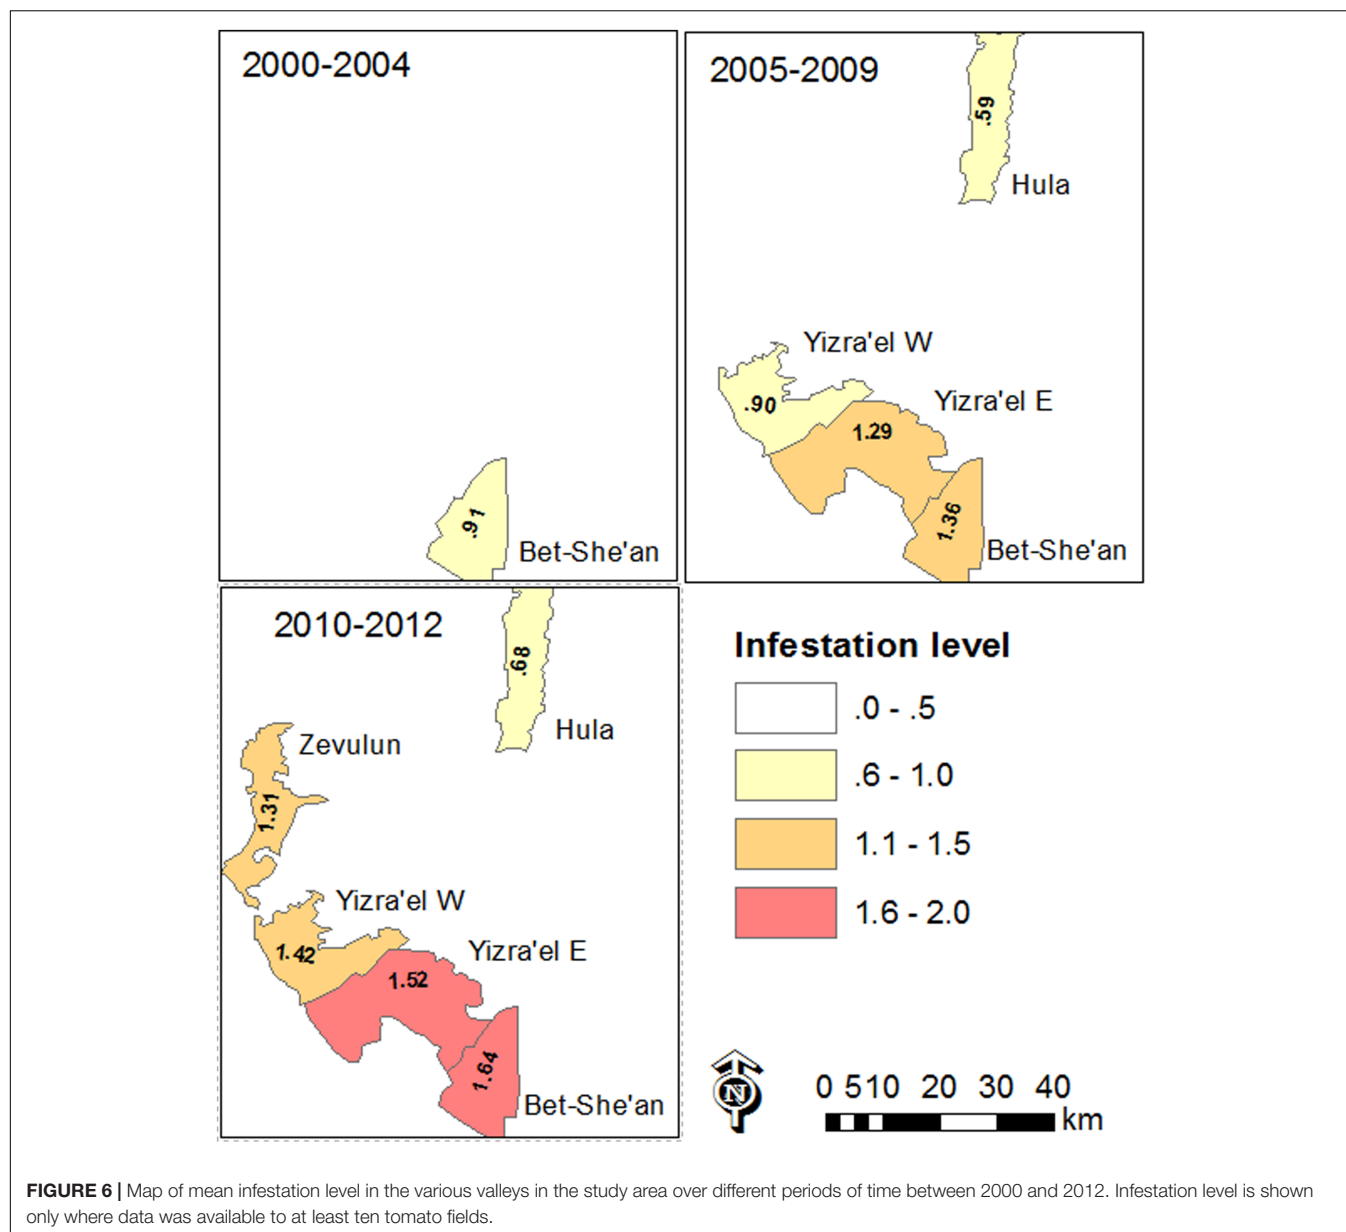 2000-2004
.91
Bet-She'an
2005-2009
.59
Hula
Yizra'el W
.90
Yizra'el E
1.29
1.36
Bet-She'an
2010-2012
.68
Hula
Zevulun
1.31
Yizra'el W
1.42
Yizra'el E
1.52
1.64
Bet-She'an
Infestation level
.0 - .5
.6 - 1.0
1.1 - 1.5
1.6 - 2.0
N
0 510 20 30 40
km
FIGURE 6 | Map of mean infestation level in the various valleys in the study area over different periods of time between 2000 and 2012. Infestation level is shown
only where data was available to at least ten tomato fields.